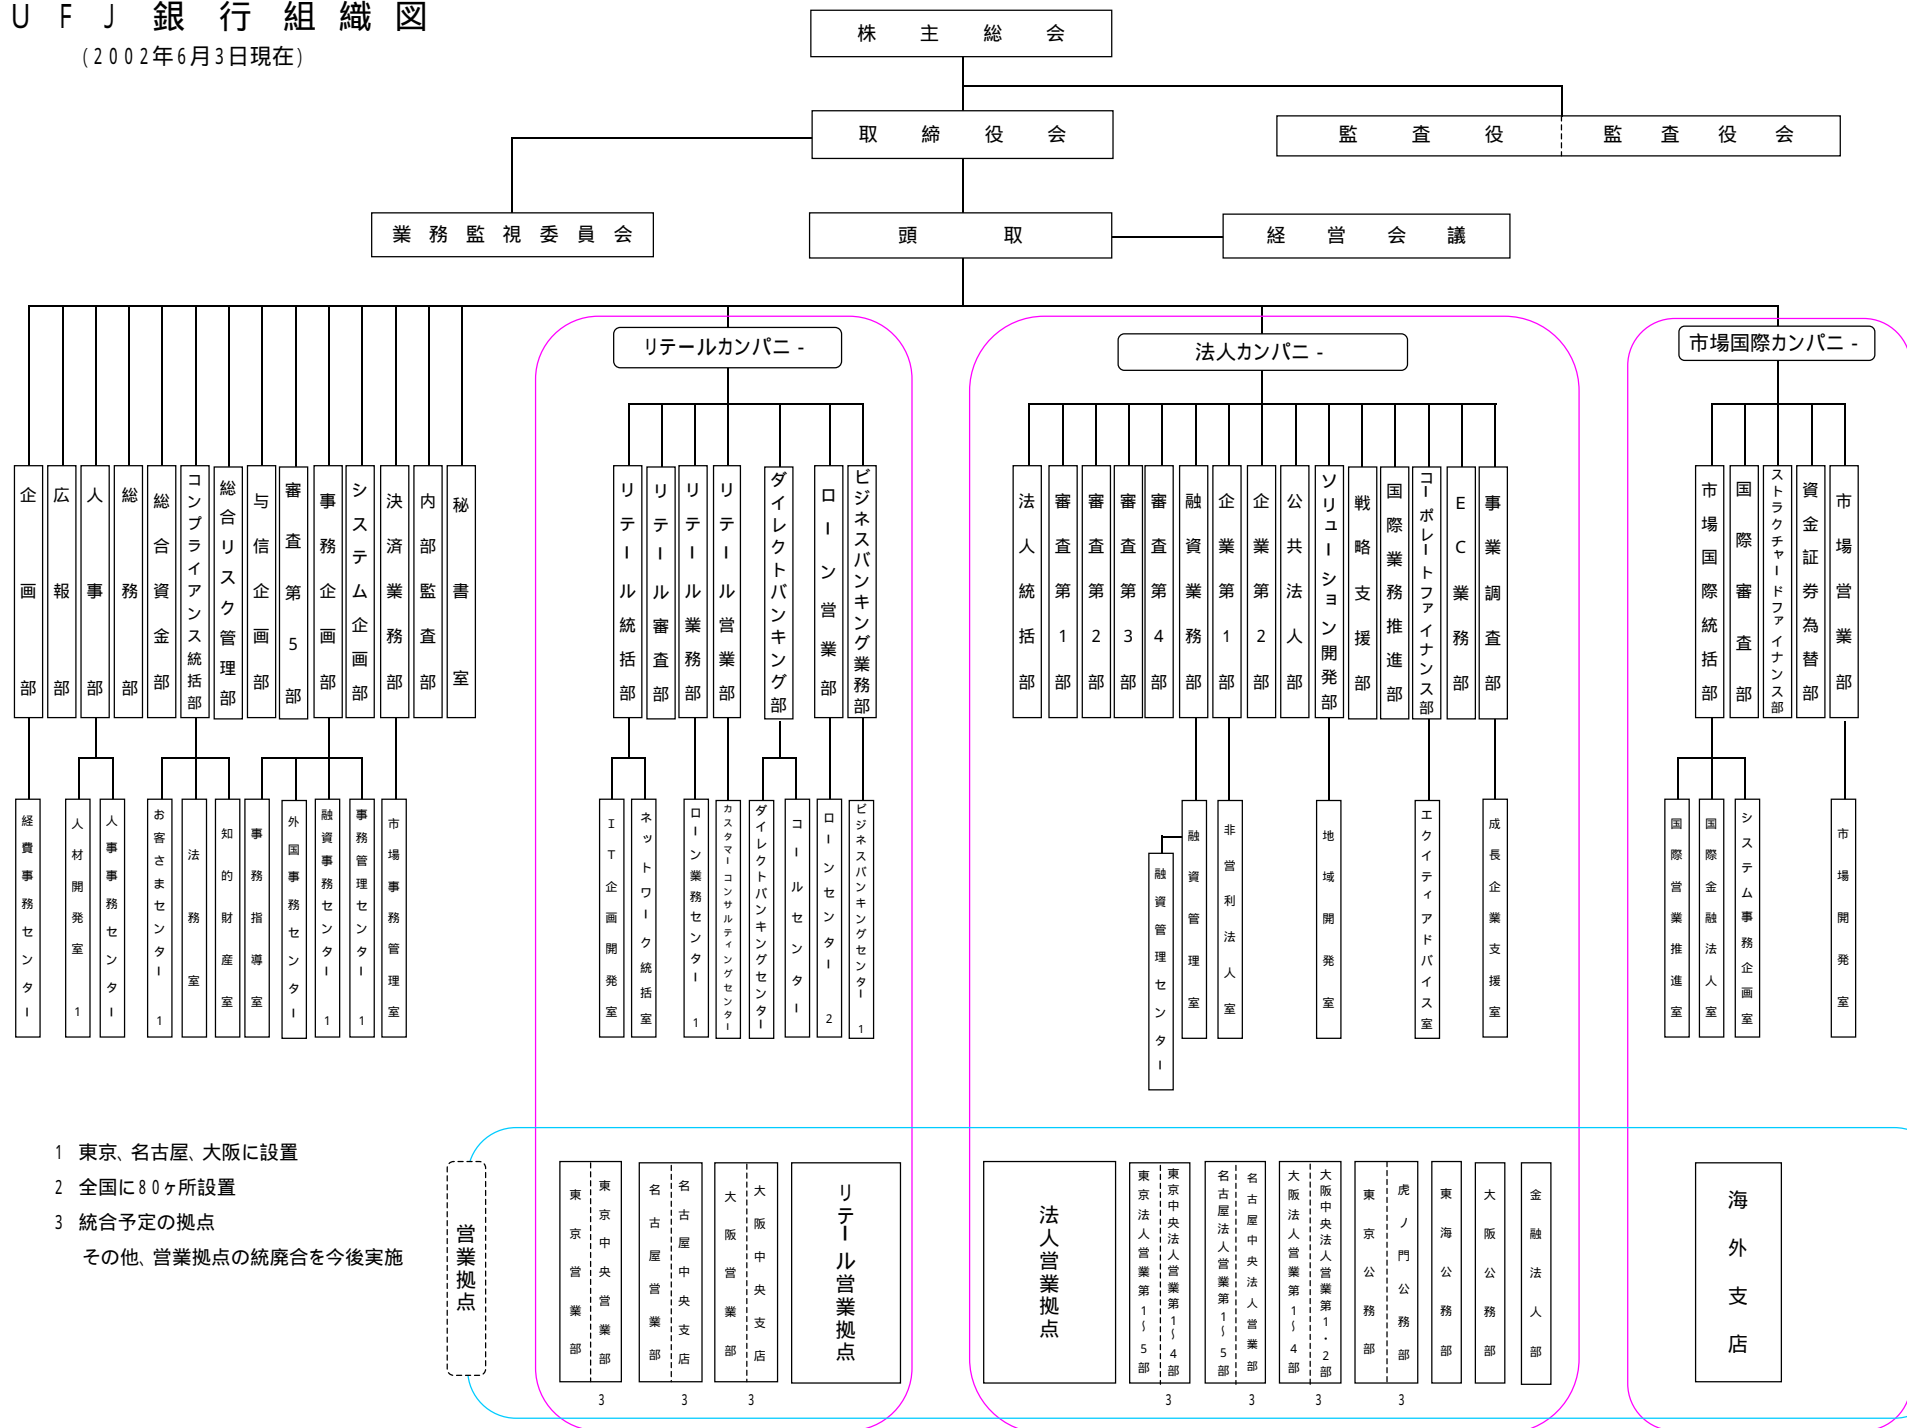 UFJ銀行組織図
(2002年6月3日現在)
株主総会
取締役会
監査役
監査役会
業務監視委員会
頭取
経営会議
リテールカンパニ-
法人カンパニ-
市場国際カンパニ-
企画部
広報部
人事部
総務部
総合資金部
コンプライアンス統括部
総合リスク管理部
与信企画部
審査第5部
事務企画部
システム企画部
決済業務部
内部監査部
秘書室
リテール統括部
リテール審査部
リテール業務部
リテール営業部
ダイレクトバンキング部
ローン営業部
ビジネスバンキング業務部
法人統括部
審査第1部
審査第2部
審査第3部
審査第4部
融資業務部
企業第1部
企業第2部
公共法人部
ソリューション開発部
戦略支援部
国際業務推進部
コーポレートファイナンス部
EC業務部
事業調査部
市場国際統括部
国際審査部
ストラクチャードファイナンス部
資金証券為替部
市場営業部
経費事務センター
人材開発室 1
人事事務センター
お客さまセンター 1
法務室
知的財産室
事務指導室
外国事務センター
融資事務センター 1
事務管理センター 1
市場事務管理室
IT企画開発室
ネットワーク統括室
ローン業務センター 1
カスタマーコンサルティングセンター
ダイレクトバンキングセンター
コールセンター
ローンセンター 2
ビジネスバンキングセンター 1
融資管理センター
融資管理室
非営利法人室
地域開発室
エクイティアドバイス室
成長企業支援室
国際営業推進室
国際金融法人室
システム事務企画室
市場開発室
1 東京、名古屋、大阪に設置
2 全国に80ヶ所設置
3 統合予定の拠点
その他、営業拠点の統廃合を今後実施
営業拠点
東京営業部
東京中央営業部
名古屋営業部
名古屋中央支店
大阪営業部
大阪中央支店
リテール営業拠点
法人営業拠点
東京法人営業第1~5部
東京中央法人営業第1~4部
名古屋法人営業第1~5部
名古屋中央法人営業部
大阪法人営業第1~4部
大阪中央法人営業第1・2部
東京公務部
虎ノ門公務部
東海公務部
大阪公務部
金融法人部
海外支店
3
3
3
3
3
3
3